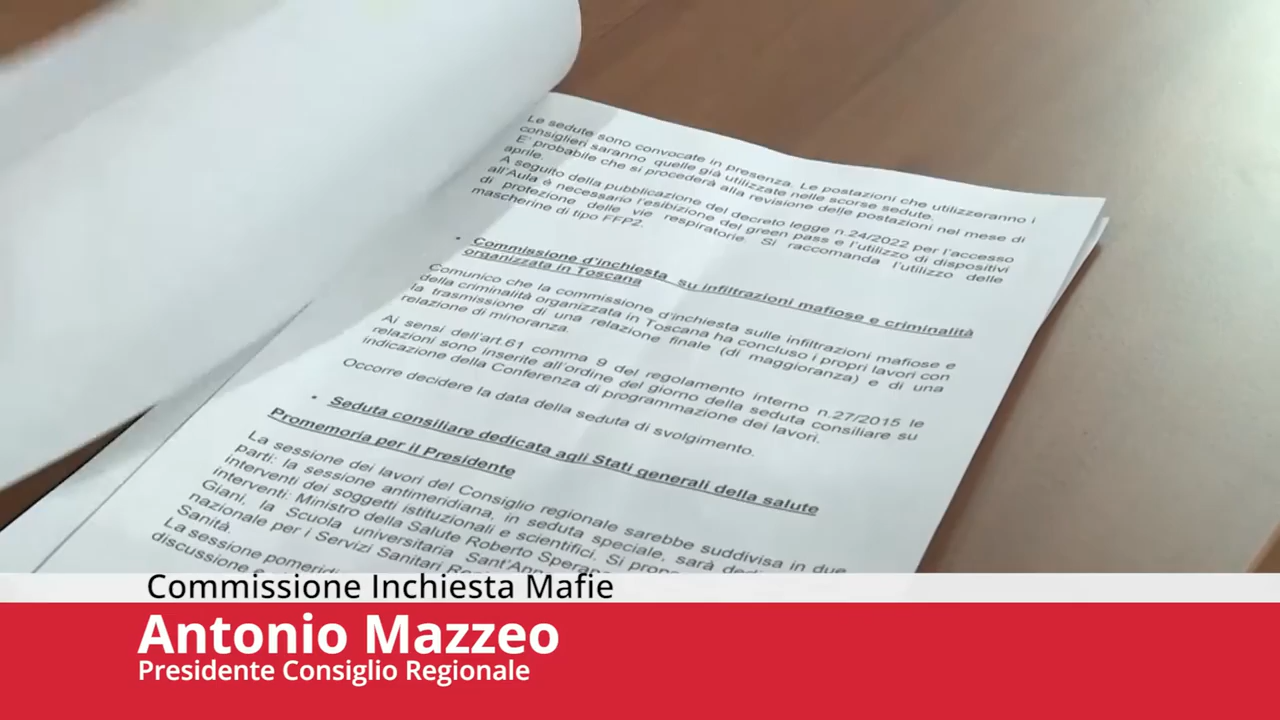 Le sedute sono convocate in presenza. Le postazioni che utilizzeranno i
consiglieri saranno quelle già utilizzate nelle scorse sedute.
E' probabile che si procederà alla revisione delle postazioni nel mese di
aprile.
A seguito della pubblicazione del decreto legge n.24/2022 per l'accesso
all'Aula è necessario l'esibizione del green pass e l'utilizzo di dispositivi
di protezione delle vie respiratorie. Si raccomanda l'utilizzo delle
mascherine di tipo FFP2.
• Commissione d'inchiesta su infiltrazioni mafiose e criminalità
organizzata in Toscana
Comunico che la commissione d'inchiesta sulle infiltrazioni mafiose e
della criminalità organizzata in Toscana ha concluso i propri lavori con
la trasmissione di una relazione finale (di maggioranza) e di una
relazione di minoranza.
Ai sensi dell'art.61 comma 9 del regolamento interno n.27/2015 le
relazioni sono inserite all'ordine del giorno della seduta consiliare su
indicazione della Conferenza di programmazione dei lavori.
Occorre decidere la data della seduta di svolgimento.
• Seduta consiliare dedicata agli Stati generali della salute
Promemoria per il Presidente
La sessione dei lavori del Consiglio regionale sarebbe suddivisa in due
parti: la sessione antimeridiana, in seduta speciale, sarà
interventi dei soggetti istituzionali e scientifici. Si
interventi: Ministro della Salute Roberto
Giani, la Scuola universitaria
nazionale per i Servizi Sanitari
Sanità.
La sessione
discussione
Commissione Inchiesta Mafie
Antonio Mazzeo
Presidente Consiglio Regionale